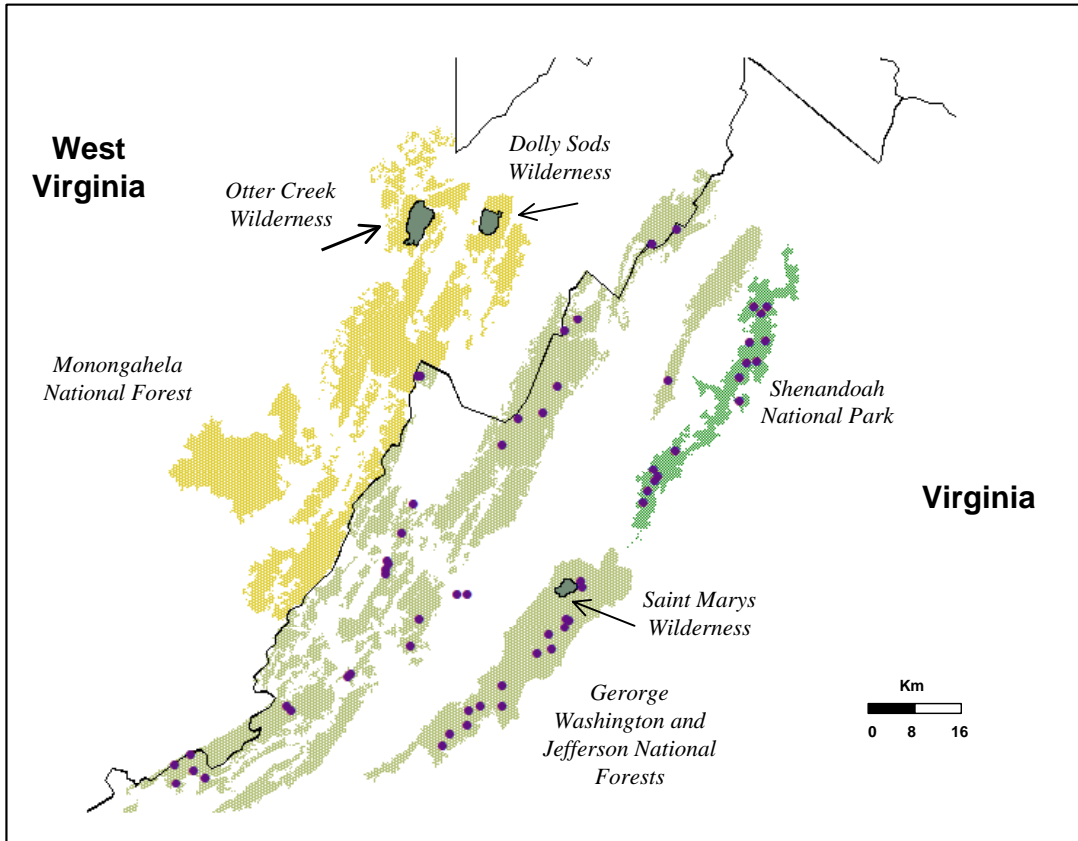 West
Virginia
Dolly Sods
Wilderness
Otter Creek
Wilderness
Monongahela
National Forest
Shenandoah
National Park
Virginia
Saint Marys
Wilderness
Gerorge
Washington and
Jefferson National
Forests
Km
0 8 16